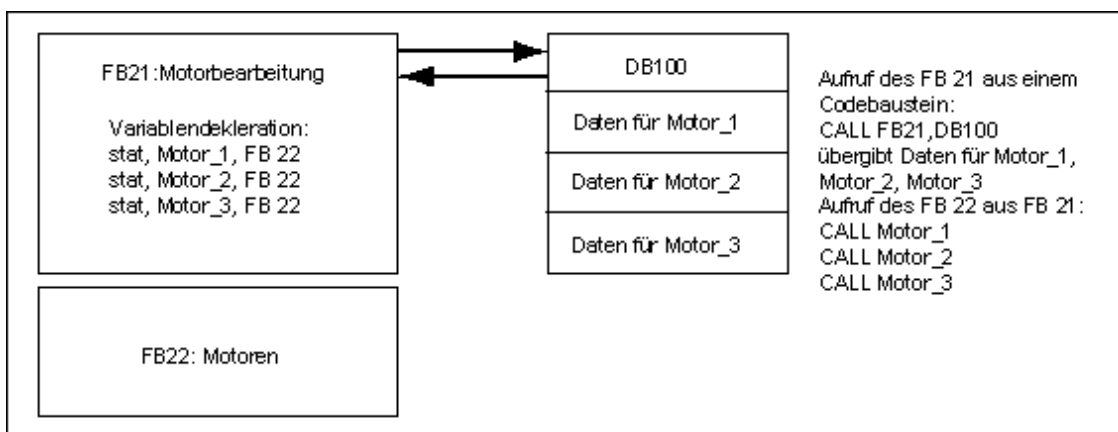 FB21:Motorbearbeitung
Variablendekleration:
stat, Motor_1, FB 22
stat, Motor_2, FB 22
stat, Motor_3, FB 22
FB22: Motoren
DB100
Daten für Motor_1
Daten für Motor_2
Daten für Motor_3
Aufruf des FB 21 aus einem
Codebaustein:
CALL FB21,DB100
übergibt Daten für Motor_1,
Motor_2, Motor_3
Aufruf des FB 22 aus FB 21:
CALL Motor_1
CALL Motor_2
CALL Motor_3